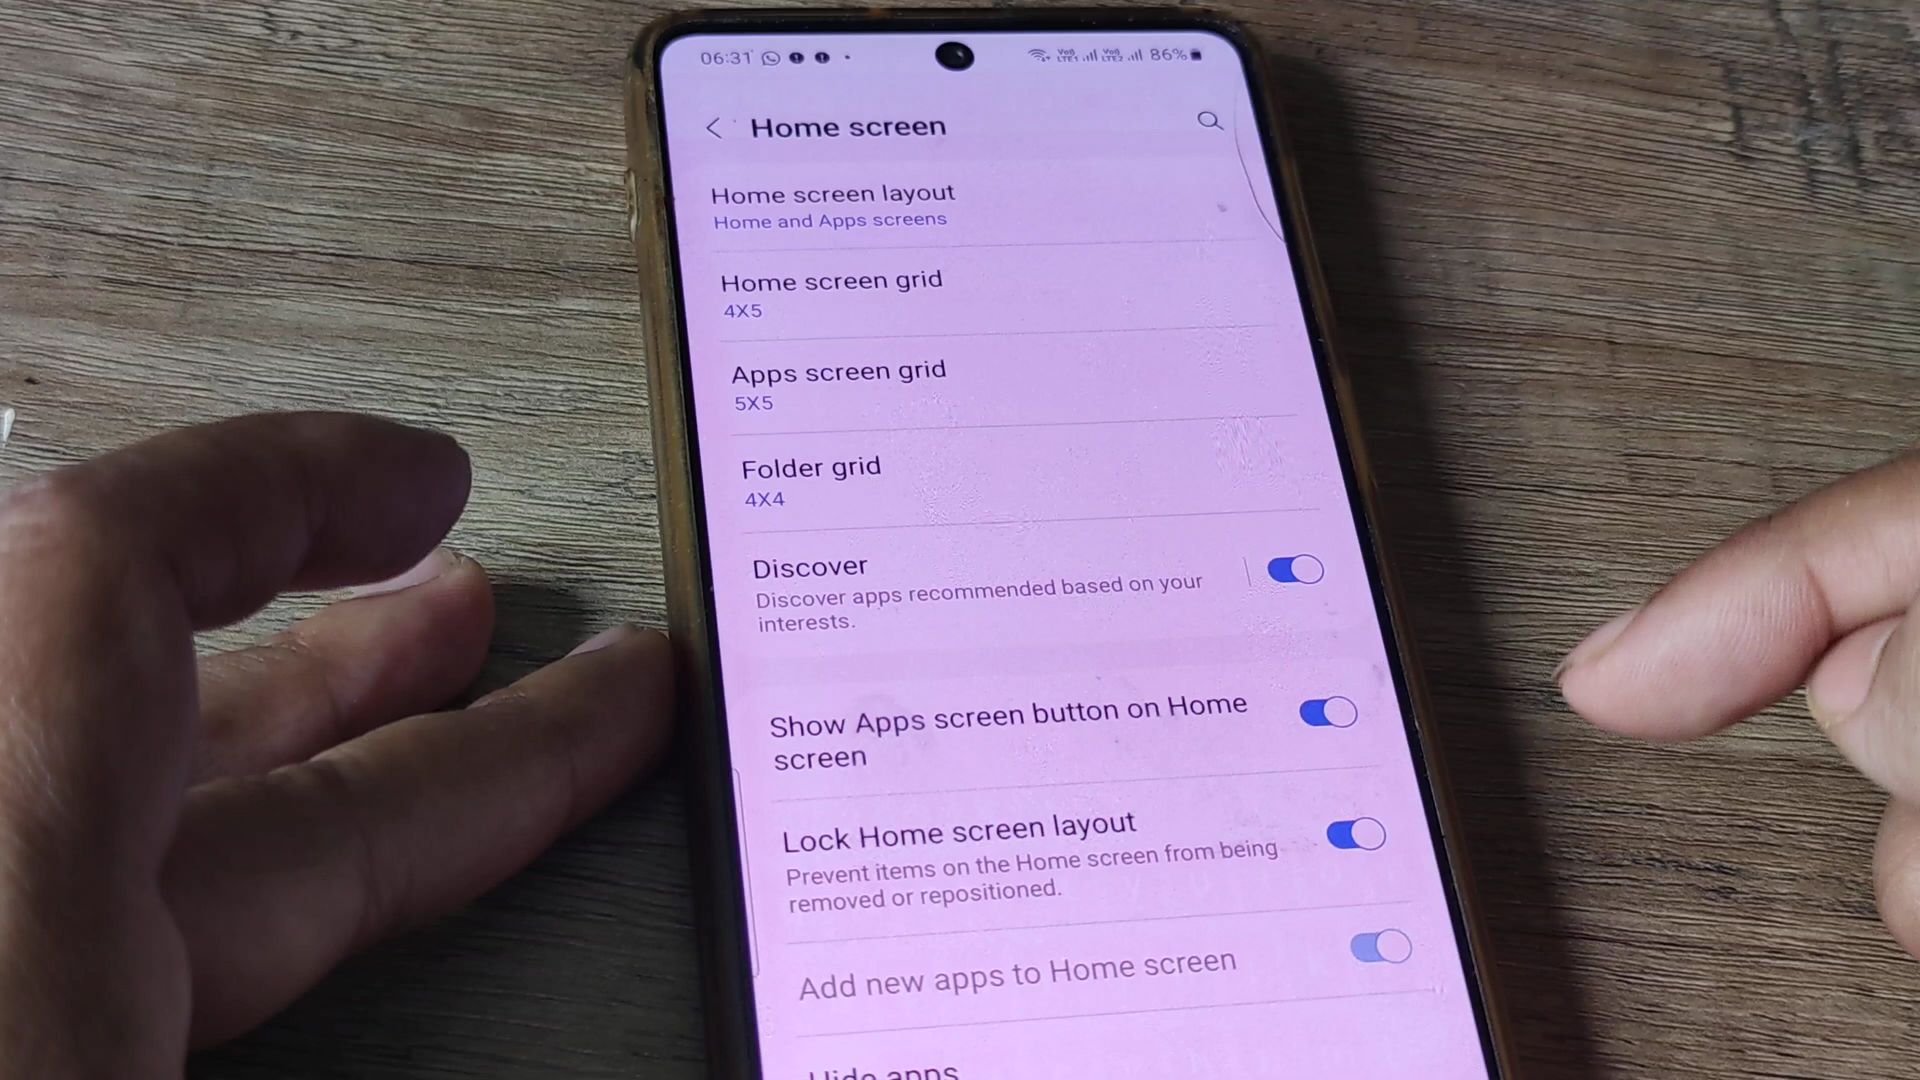 06:31 86%
Home screen
Home screen layout
Home and Apps screens
Home screen grid
4X5
Apps screen grid
5X5
Folder grid
4X4
Discover
Discover apps recommended based on your
interests.
Show Apps screen button on Home
screen
Lock Home screen layout
Prevent items on the Home screen from being
removed or repositioned.
Add new apps to Home screen
Hide apps